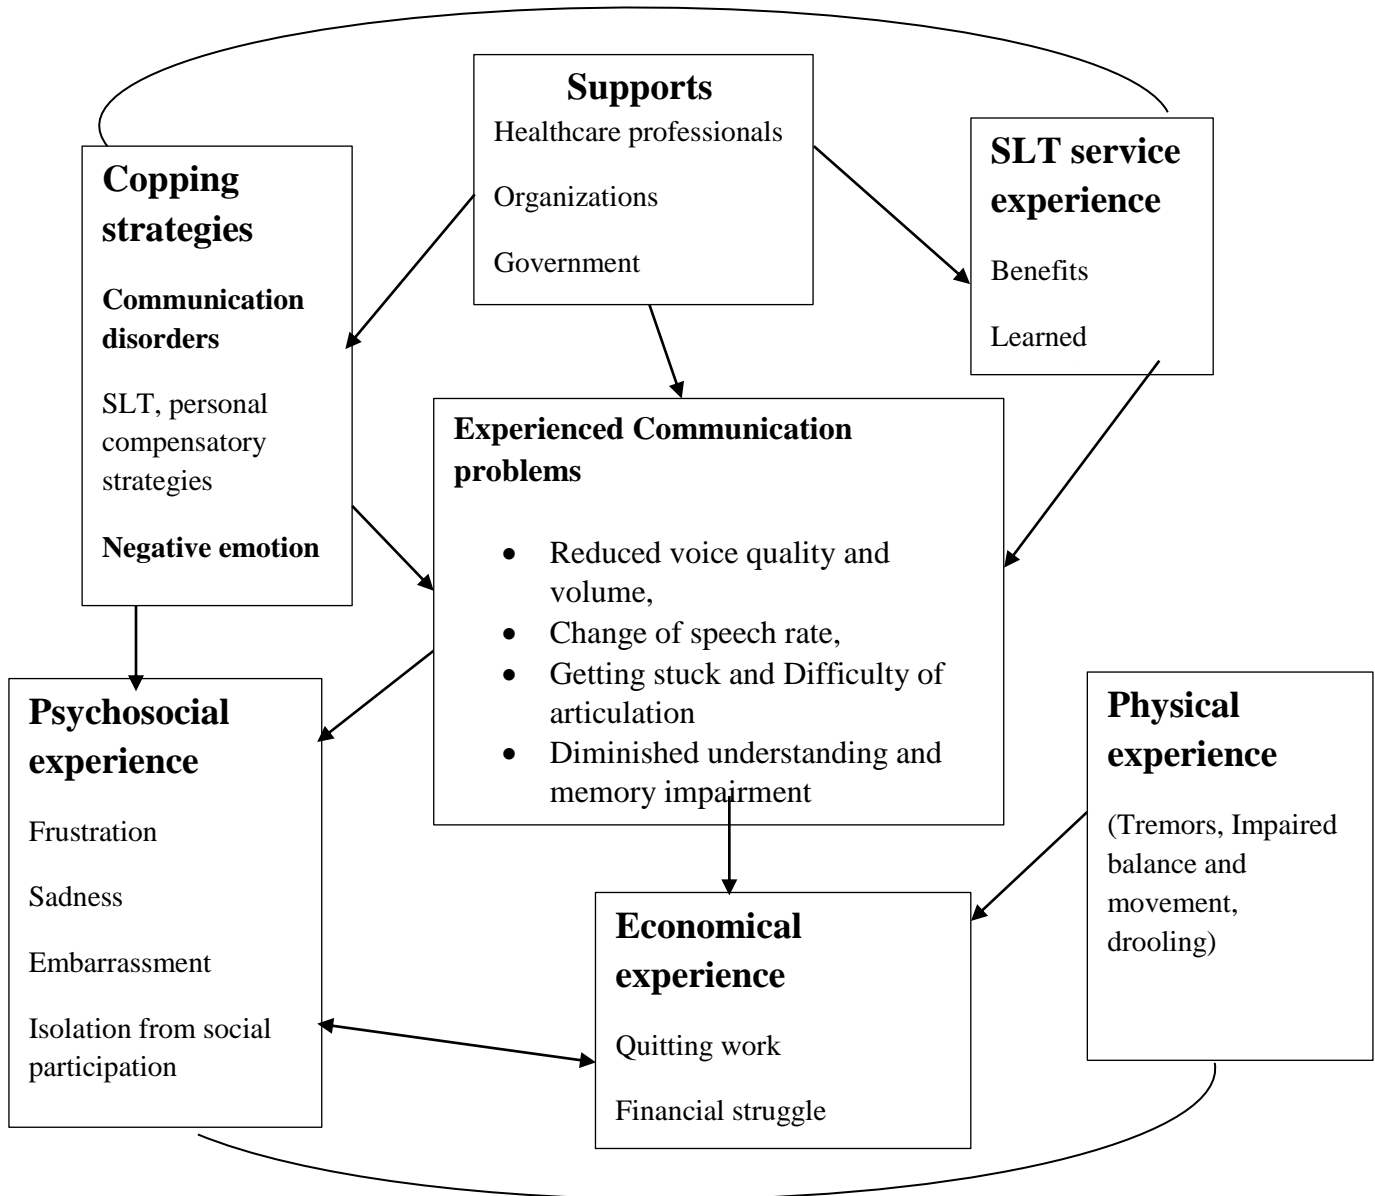 Supports
Healthcare professionals
Organizations
Government
Copping
strategies
Communication
disorders
SLT, personal
compensatory
strategies
Negative emotion
SLT service
experience
Benefits
Learned
Experienced Communication
problems
• Reduced voice quality and
volume,
• Change of speech rate,
• Getting stuck and Difficulty of
articulation
• Diminished understanding and
memory impairment
Psychosocial
experience
Frustration
Sadness
Embarrassment
Isolation from social
participation
Economical
experience
Quitting work
Financial struggle
Physical
experience
(Tremors, Impaired
balance and
movement,
drooling)